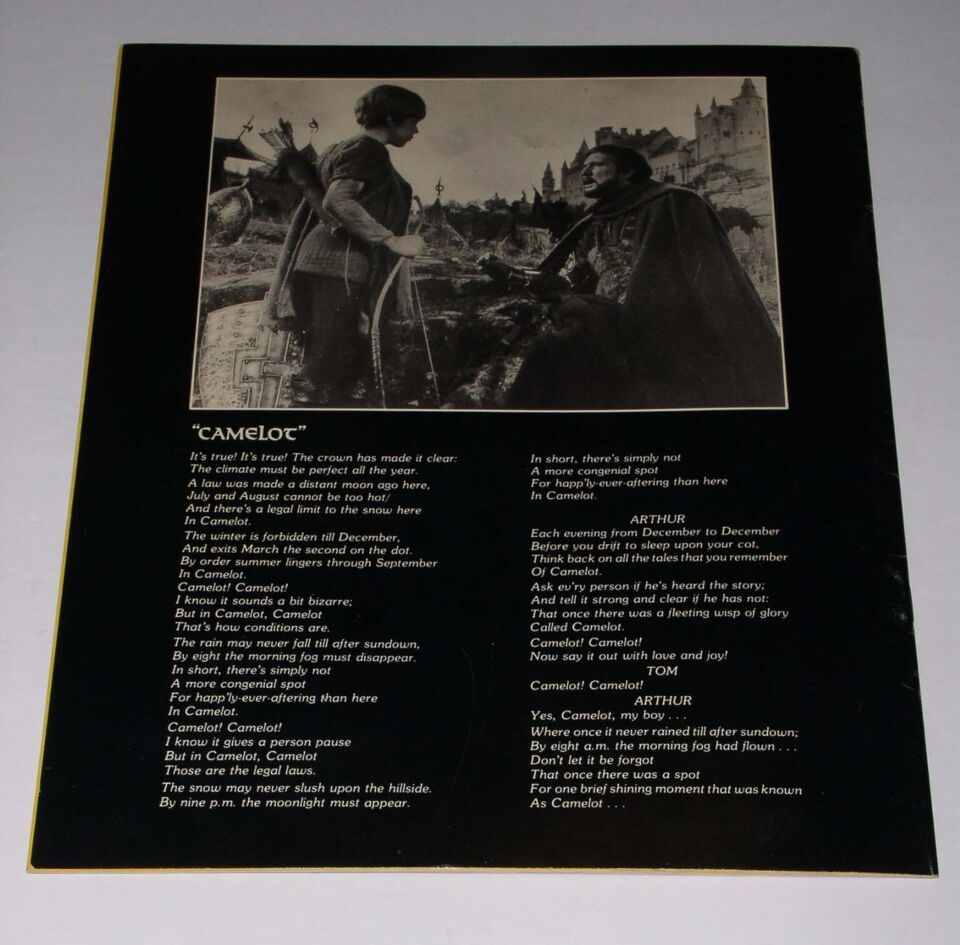 "CAMELOT"
It's true! It's true! The crown has made it clear:
The climate must be perfect all the year.
A law was made a distant moon ago here,
July and August cannot be too hot/
And there's a legal limit to the snow here
In Camelot.
The winter is forbidden till December,
And exits March the second on the dot.
By order summer lingers through September
In Camelot.
Camelot! Camelot!
I know it sounds a bit bizarre;
But in Camelot, Camelot
That's how conditions are.
The rain may never fall till after sundown,
By eight the morning fog must disappear.
In short, there's simply not
A more congenial spot
For happ'ly-ever-aftering than here
In Camelot.
Camelot! Camelot!
I know it gives a person pause
But in Camelot, Camelot
Those are the legal laws.
The snow may never slush upon the hillside.
By nine p.m. the moonlight must appear.
In short, there's simply not
A more congenial spot
For happ'ly-ever-aftering than here
In Camelot.
ARTHUR
Each evening from December to December
Before you drift to sleep upon your cot,
Think back on all the tales that you remember
Of Camelot.
Ask ev'ry person if he's heard the story;
And tell it strong and clear if he has not:
That once there was a fleeting wisp of glory
Called Camelot.
Camelot! Camelot!
Now say it out with love and joy!
TOM
Camelot! Camelot!
ARTHUR
Yes, Camelot, my boy . . .
Where once it never rained till after sundown;
By eight a.m. the morning fog had flown . . .
Don't let it be forgot
That once there was a spot
For one brief shining moment that was known
As Camelot . . .